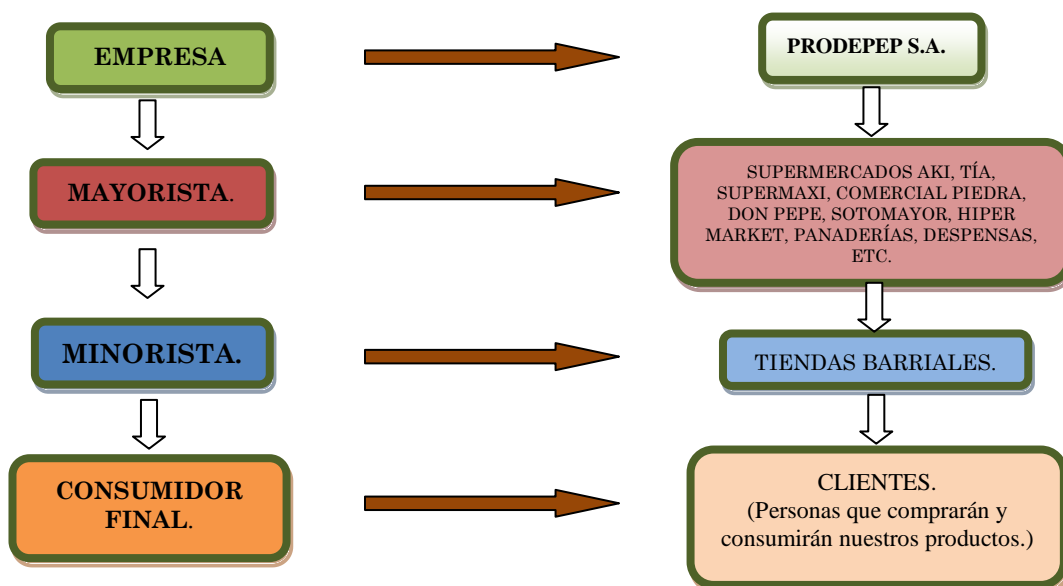 EMPRESA
PRODEPEP S.A.
MAYORISTA.
SUPERMERCADOS AKI, TÍA,
SUPERMAXI, COMERCIAL PIEDRA,
DON PEPE, SOTOMAYOR, HIPER
MARKET, PANADERÍAS, DESPENSAS,
ETC.
MINORISTA.
TIENDAS BARRIALES.
CONSUMIDOR
FINAL.
CLIENTES.
(Personas que comprarán y
consumirán nuestros productos.)